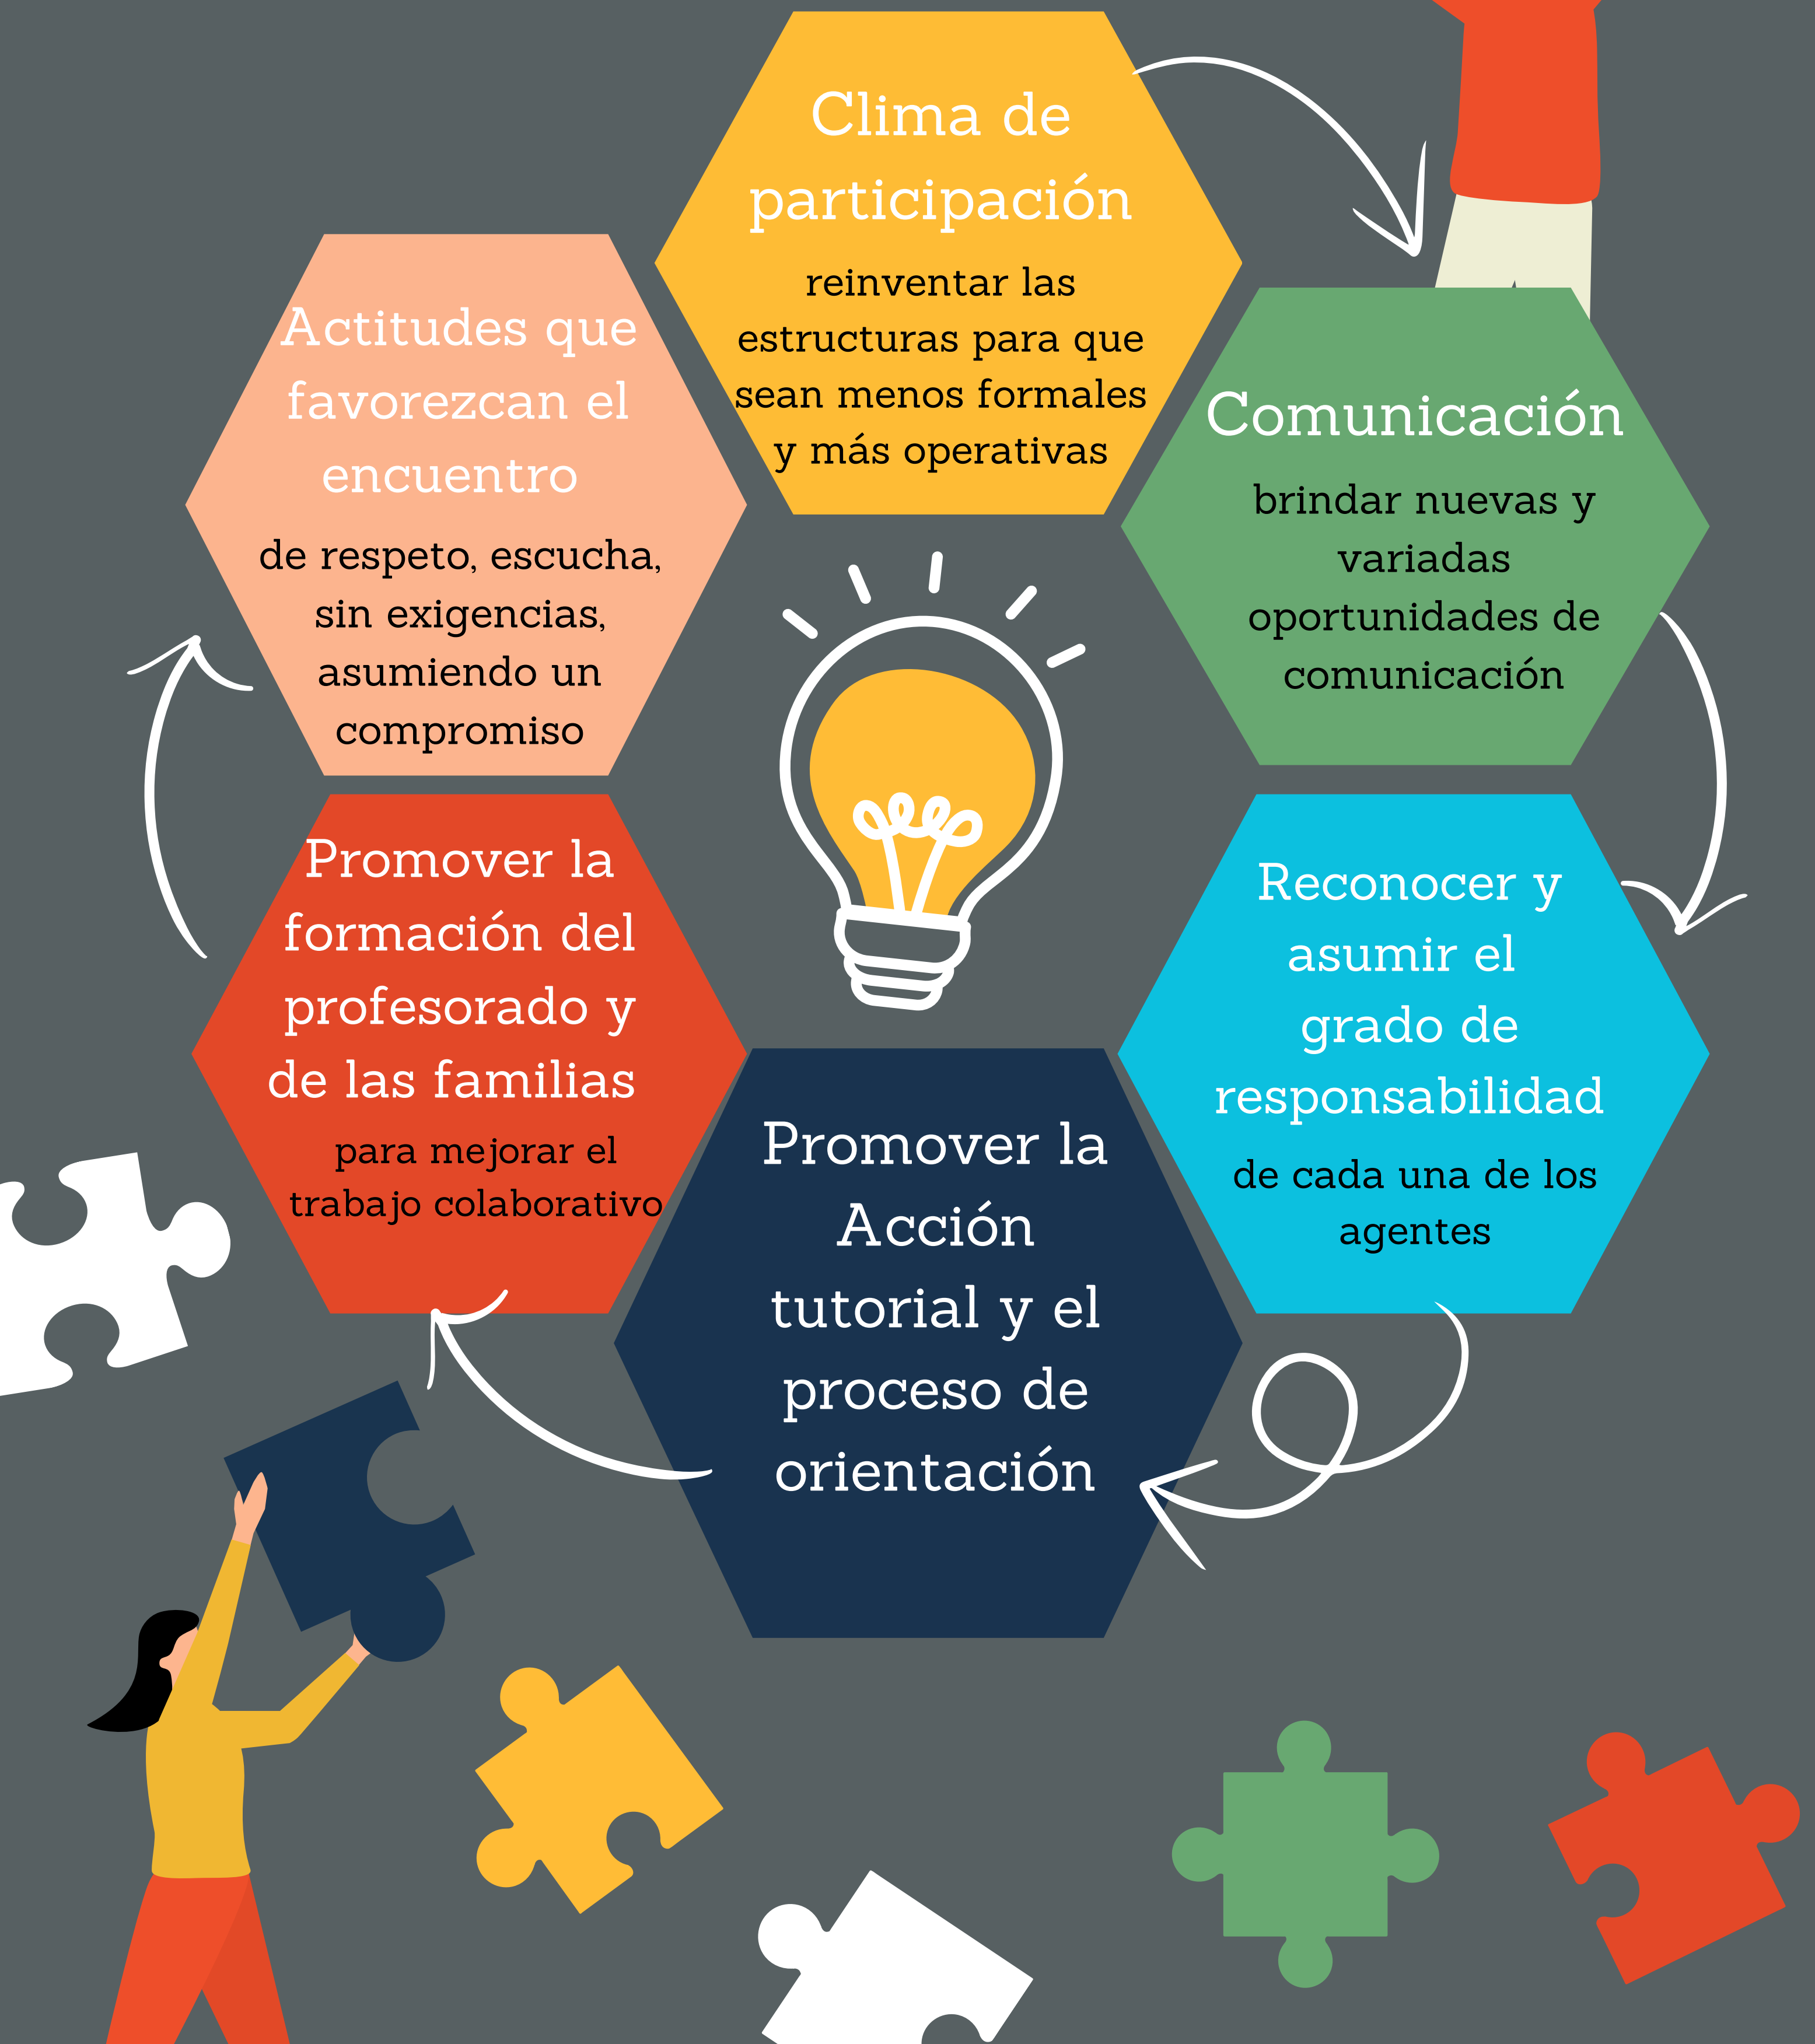 Clima de
participación
reinventar las
estructuras para que
sean menos formales
y más operativas
Comunicación
brindar nuevas y
variadas
oportunidades de
comunicación
Reconocer y
asumir el
grado de
responsabilidad
de cada una de los
agentes
Promover la
Acción
tutorial y el
proceso de
orientación
Promover la
formación del
profesorado y
de las familias
para mejorar el
trabajo colaborativo
Actitudes que
favorezcan el
encuentro
de respeto, escucha,
sin exigencias,
asumiendo un
compromiso